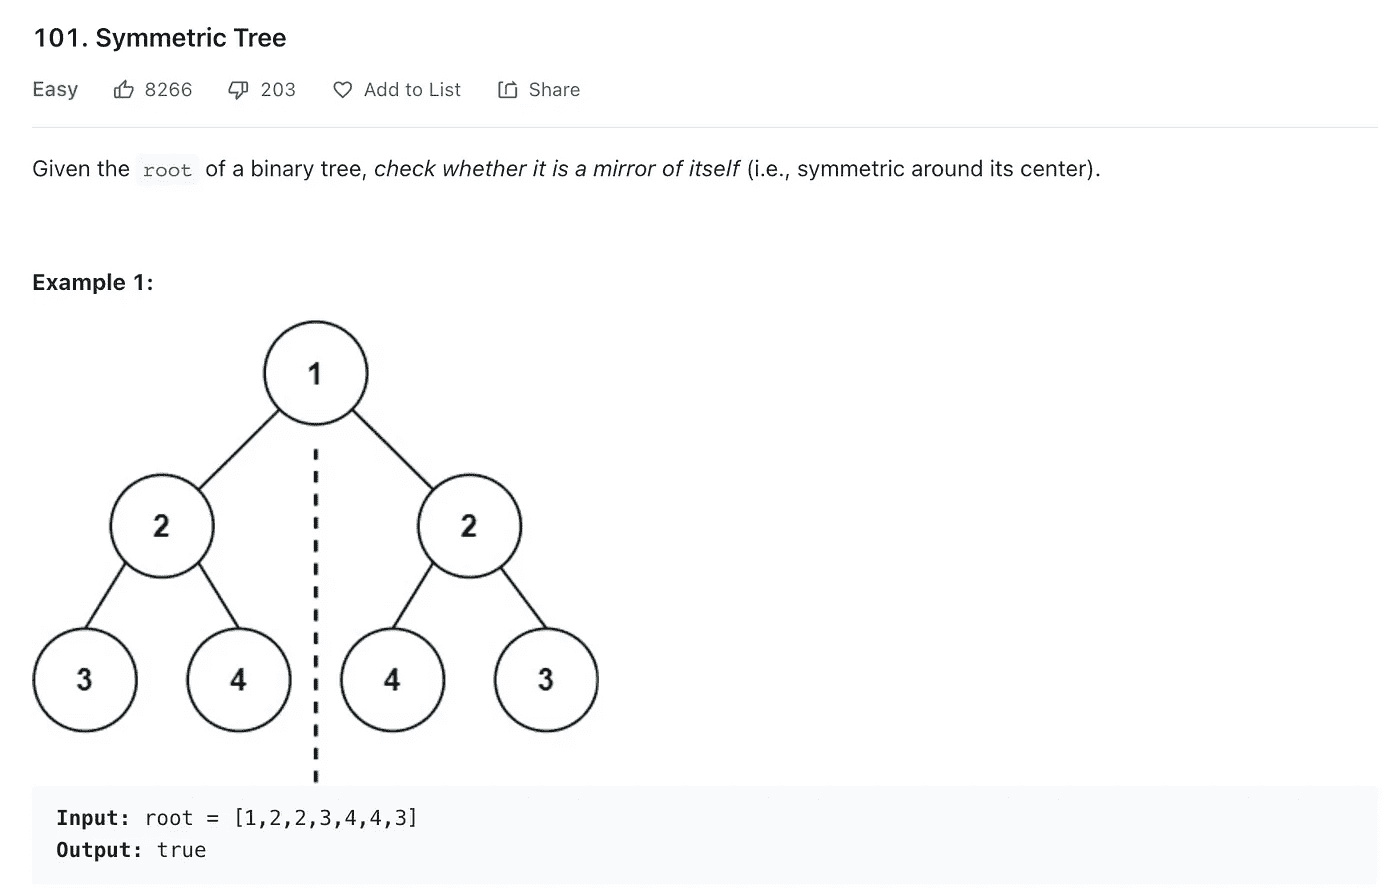 101. Symmetric Tree
Easy 8266 203 Add to List Share
Given the root of a binary tree, check whether it is a mirror of itself (i.e., symmetric around its center).
Example 1:
1
2 2
3 4 4 3
Input: root = [1,2,2,3,4,4,3]
Output: true